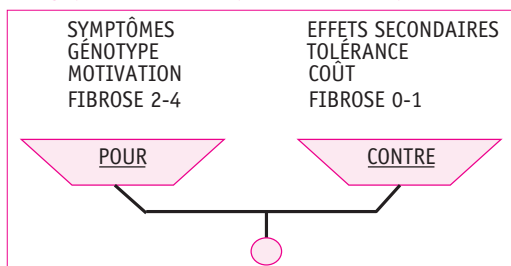 SYMPTÔMES
GÉNOTYPE
MOTIVATION
FIBROSE 2-4
POUR
EFFETS SECONDAIRES
TOLÉRANCE
COÛT
FIBROSE 0-1
CONTRE